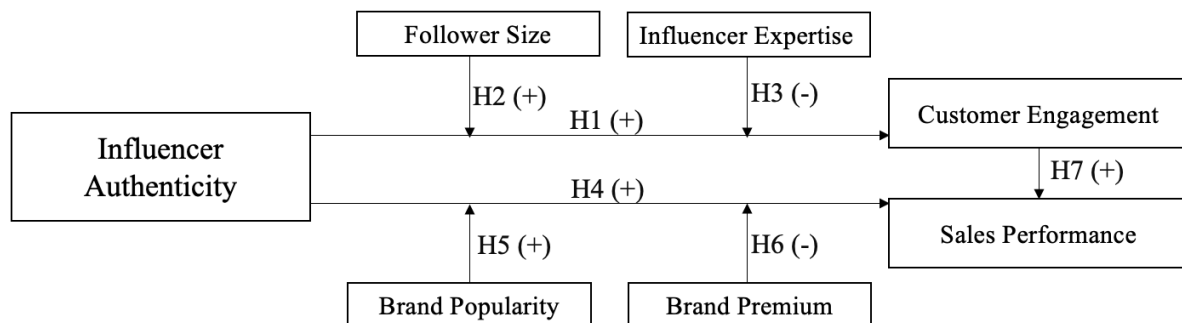 Follower Size
Influencer Expertise
H2 (+)
H3 (-)
H1 (+)
Customer Engagement
Influencer
Authenticity
H7 (+)
H4 (+)
Sales Performance
H5 (+)
H6 (-)
Brand Popularity
Brand Premium